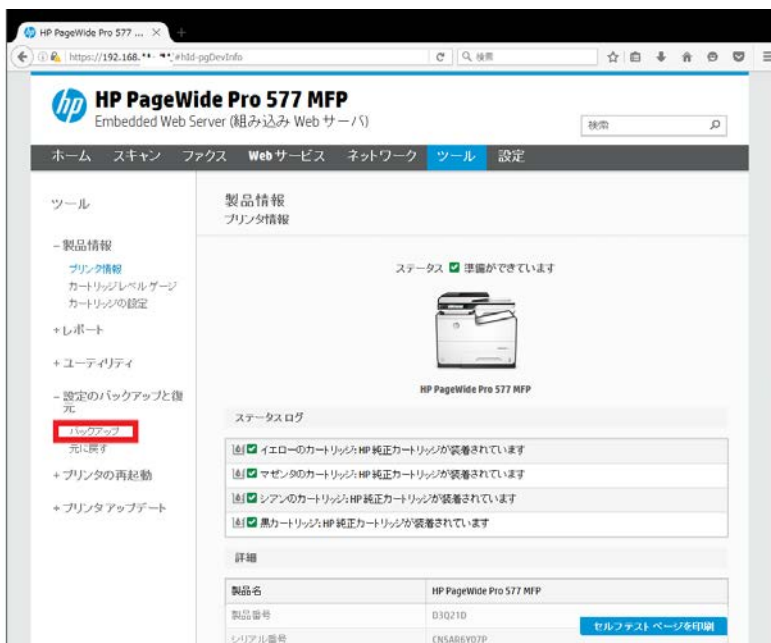 HP PageWide Pro 577 ...
https://192.168.**.**/#hId-pgDevInfo
検索
hp
HP PageWide Pro 577 MFP
Embedded Web Server (組み込み Web サーバ)
検索
ホーム スキャン ファクス Webサービス ネットワーク ツール 設定
ツール
製品情報
プリンタ情報
− 製品情報
プリンタ情報
カートリッジレベル ゲージ
カートリッジの設定
+ レポート
+ ユーティリティ
− 設定のバックアップと復
元
バックアップ
元に戻す
+ プリンタの再起動
+ プリンタ アップデート
ステータス 準備ができています
HP PageWide Pro 577 MFP
ステータス ログ
イエローのカートリッジ: HP 純正カートリッジが装着されています
マゼンタのカートリッジ: HP 純正カートリッジが装着されています
シアンのカートリッジ: HP 純正カートリッジが装着されています
黒カートリッジ: HP 純正カートリッジが装着されています
詳細
製品名 HP PageWide Pro 577 MFP
製品番号 D3Q21D
セルフテスト ページを印刷
シリアル番号 CN5AR6Y07P